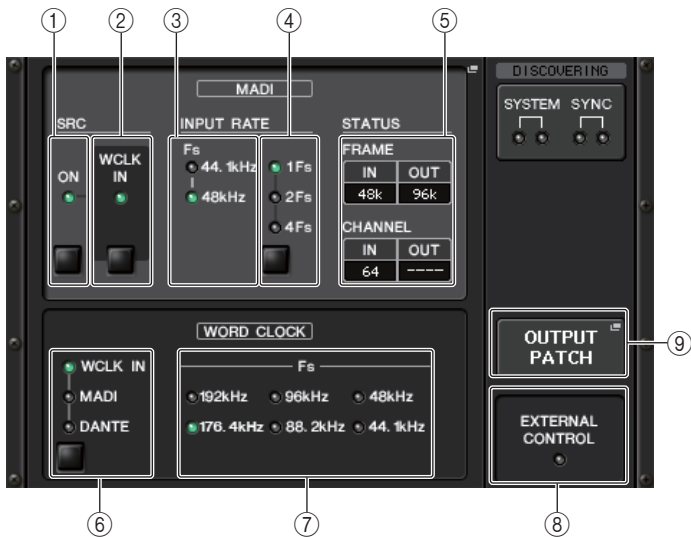 ① ② ③ ④ ⑤
MADI
DISCOVERING
SRC
INPUT RATE
STATUS
SYSTEM SYNC
ON
WCLK IN
Fs
44.1kHz
48kHz
1Fs
2Fs
4Fs
FRAME
IN OUT
48k 96k
CHANNEL
IN OUT
64 ----
WORD CLOCK
WCLK IN
MADI
DANTE
Fs
192kHz 96kHz 48kHz
176.4kHz 88.2kHz 44.1kHz
OUTPUT
PATCH
⑨
EXTERNAL
CONTROL
⑥ ⑦ ⑧